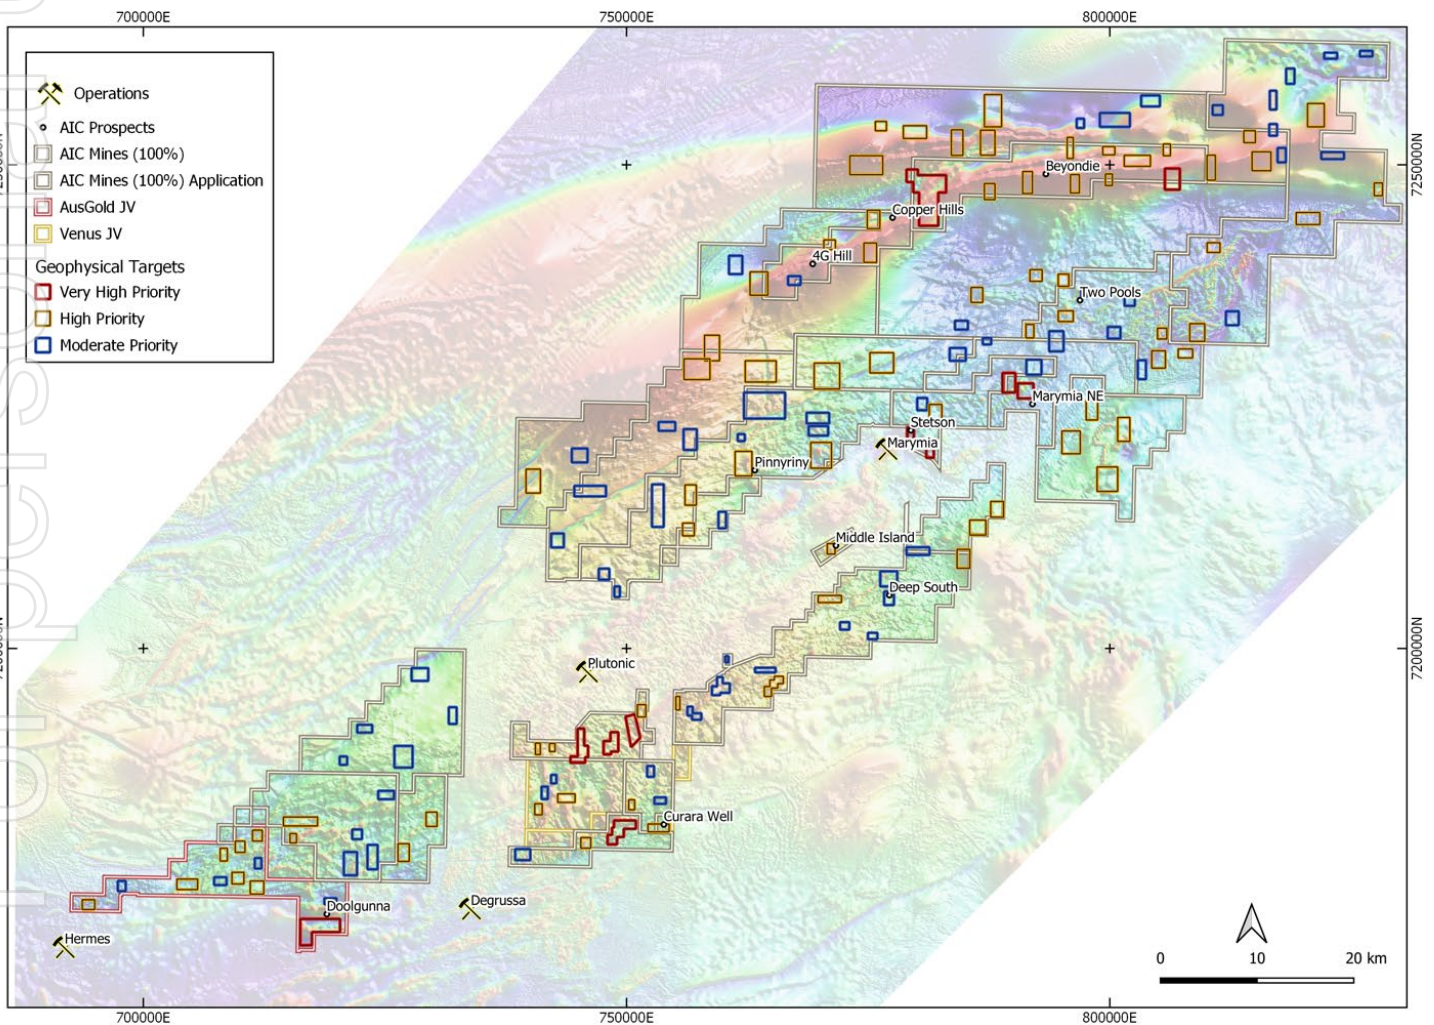 700000E 750000E 800000E
Operations
AIC Prospects
AIC Mines (100%)
AIC Mines (100%) Application
AusGold JV
Venus JV
Geophysical Targets
Very High Priority
High Priority
Moderate Priority
7250000N
Beyondie
Copper Hills
4G Hill
Two Pools
Marymia NE
Stetson
Marymia
Pinnyriny
Middle Island
Deep South
7200000N
Plutonic
Curara Well
Degrussa
Doolgunna
Hermes
0 10 20 km
700000E 750000E 800000E